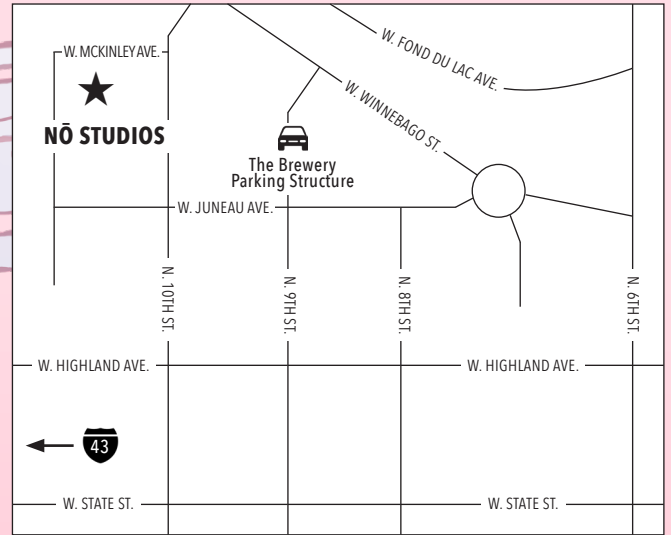 W. MCKINLEY AVE.
W. FOND DU LAC AVE.
W. WINNEBAGO ST.
NŌ STUDIOS
The Brewery
Parking Structure
W. JUNEAU AVE.
N. 10TH ST.
N. 9TH ST.
N. 8TH ST.
N. 6TH ST.
W. HIGHLAND AVE.
W. HIGHLAND AVE.
43
W. STATE ST.
W. STATE ST.